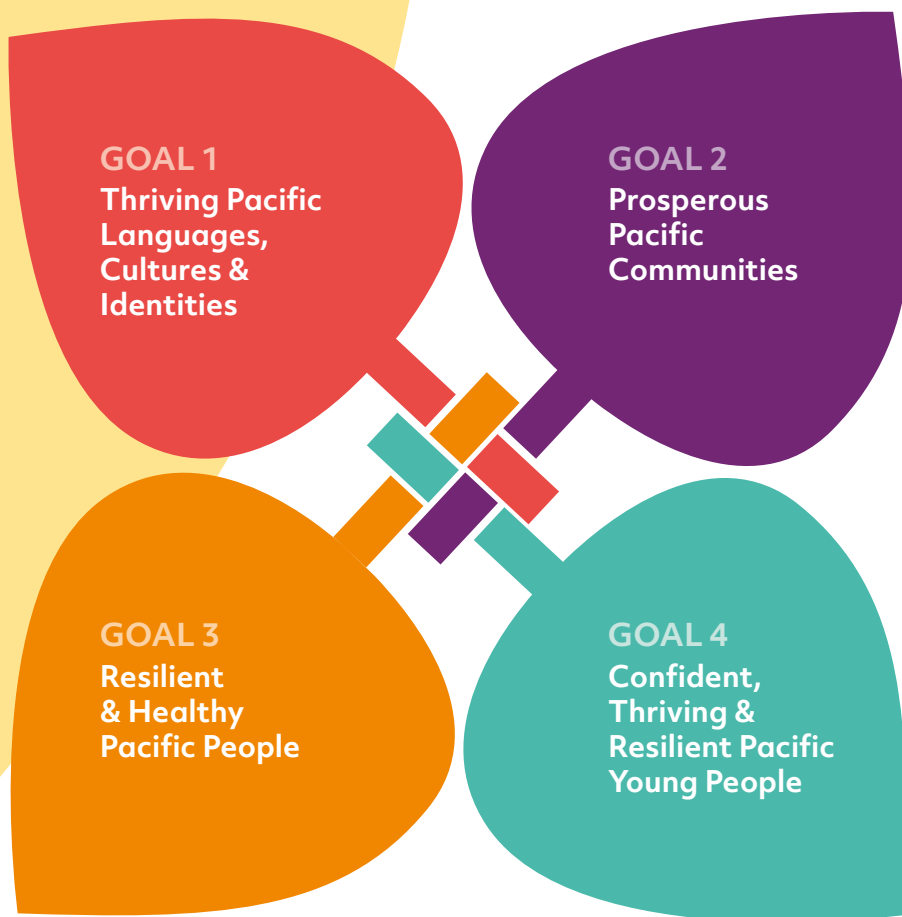 GOAL 1
Thriving Pacific
Languages,
Cultures &
Identities
GOAL 2
Prosperous
Pacific
Communities
GOAL 3
Resilient
& Healthy
Pacific People
GOAL 4
Confident,
Thriving &
Resilient Pacific
Young People